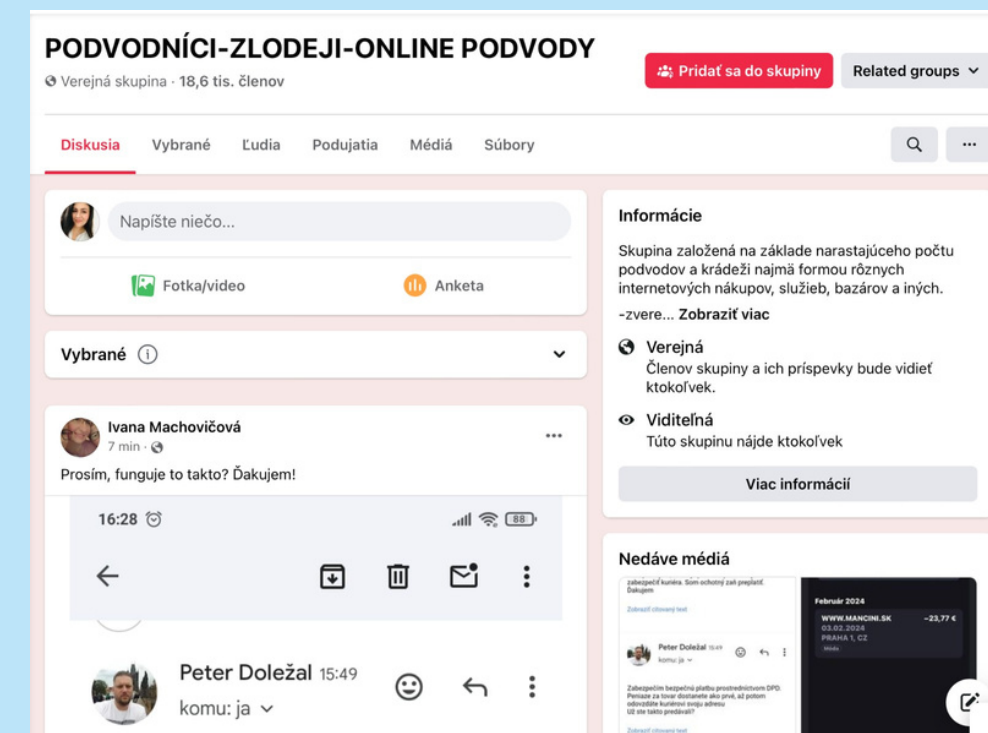 PODVODNÍCI-ZLODEJI-ONLINE PODVODY
Verejná skupina · 18,6 tis. členov
Pridať sa do skupiny
Related groups
Diskusia Vybrané Ľudia Podujatia Médiá Súbory
Napíšte niečo...
Fotka/video Anketa
Vybrané
Ivana Machovičová
7 min
Prosím, funguje to takto? Ďakujem!
16:28
88
Peter Doležal 15:49
komu: ja
Informácie
Skupina založená na základe narastajúceho počtu
podvodov a krádeži najmä formou rôznych
internetových nákupov, služieb, bazárov a iných.
-zvere... Zobraziť viac
Verejná
Členov skupiny a ich príspevky bude vidieť
ktokoľvek.
Viditeľná
Túto skupinu nájde ktokoľvek
Viac informácií
Nedáve médiá
zabezpečiť kuriéra. Som ochotný zaň preplatiť.
Ďakujem
Zobraziť citovaný text
Peter Doležal 15:49
komu: ja
Zabezpečím bezpečnú platbu prostredníctvom DPD.
Peniaze za tovar dostanete ako prvé, až potom
odovzdáte kuriérovi svoju adresu
Už ste takto predávali?
Zobraziť citovaný text
Február 2024
WWW.MANCINI.SK −23,77 €
03.02.2024
PRAHA 1, CZ
Móda